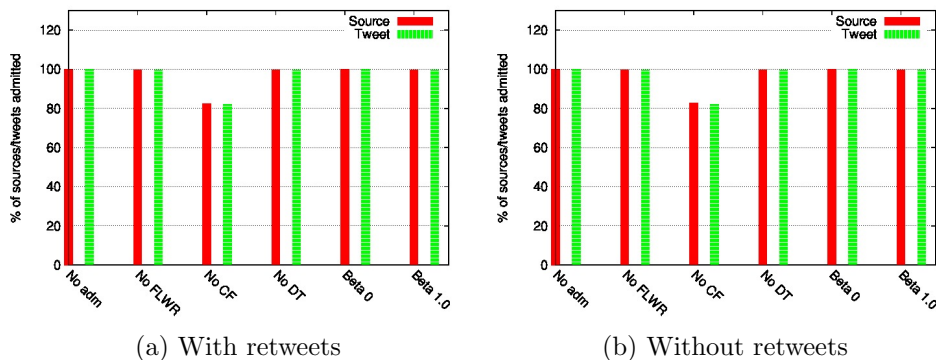 120
100
80
60
40
20
0
% of sources/tweets admitted
Source
Tweet
No adm
No FLWR
No CF
No DT
Beta 0
Beta 1.0
(a) With retweets
120
100
80
60
40
20
0
% of sources/tweets admitted
Source
Tweet
No adm
No FLWR
No CF
No DT
Beta 0
Beta 1.0
(b) Without retweets